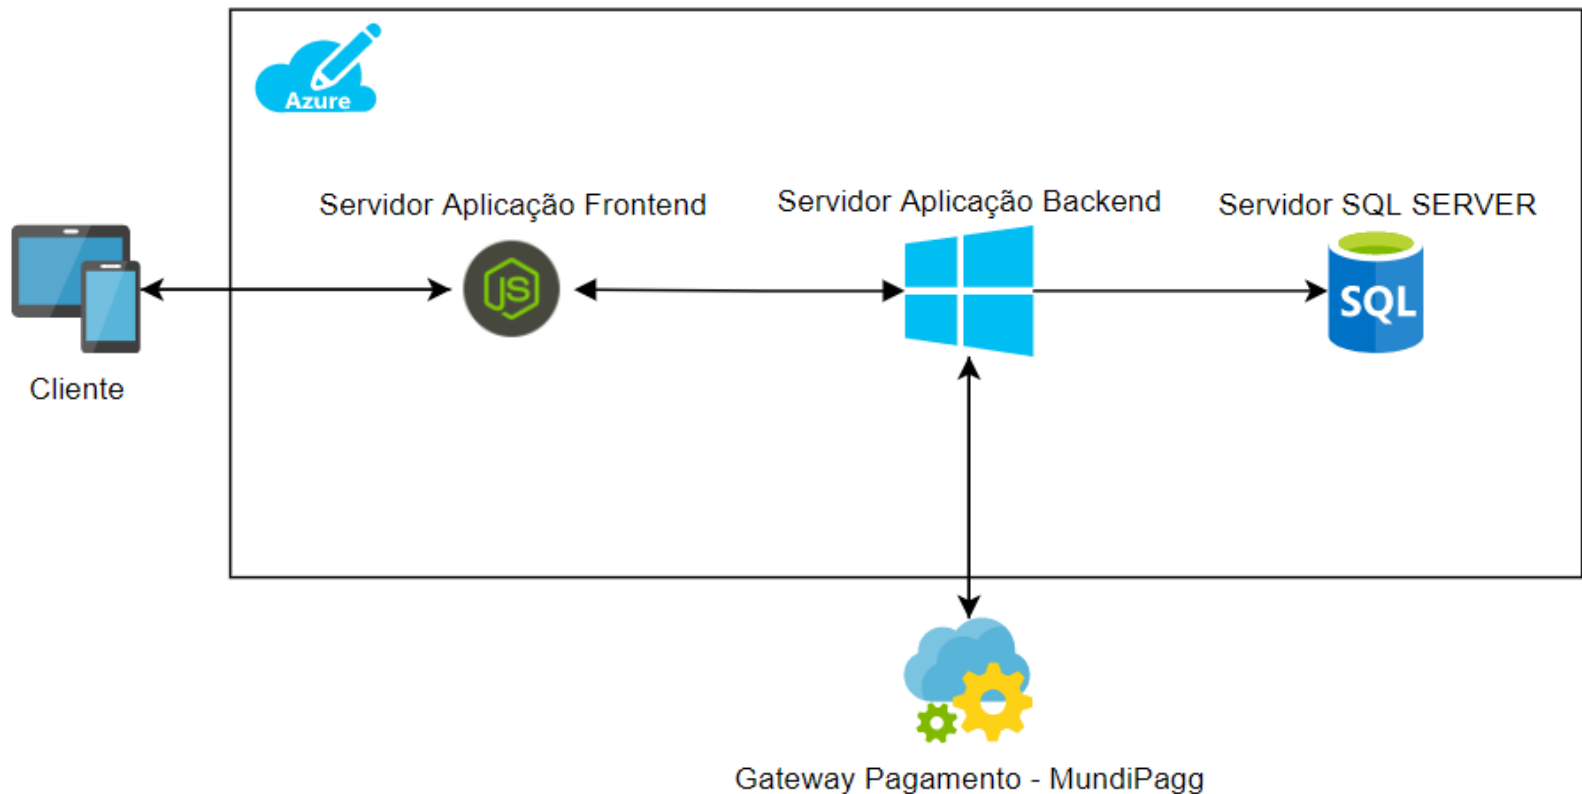 Azure
Servidor Aplicação Frontend
Servidor Aplicação Backend
Servidor SQL SERVER
JS
SQL
Cliente
Gateway Pagamento - MundiPagg